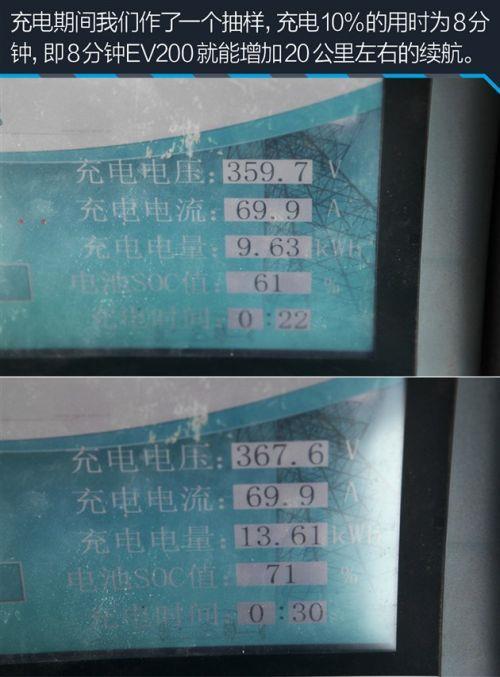 充电期间我们作了一个抽样, 充电10%的用时为8分
钟, 即8分钟EV200就能增加20公里左右的续航。
充电电压: 359.7 V
充电电流: 69.9 A
充电电量: 9.63 kWh
电池SOC值: 61 %
充电时间: 0:22
充电电压: 367.6 V
充电电流: 69.9 A
充电电量: 13.61 kWh
电池SOC值: 71 %
充电时间: 0:30